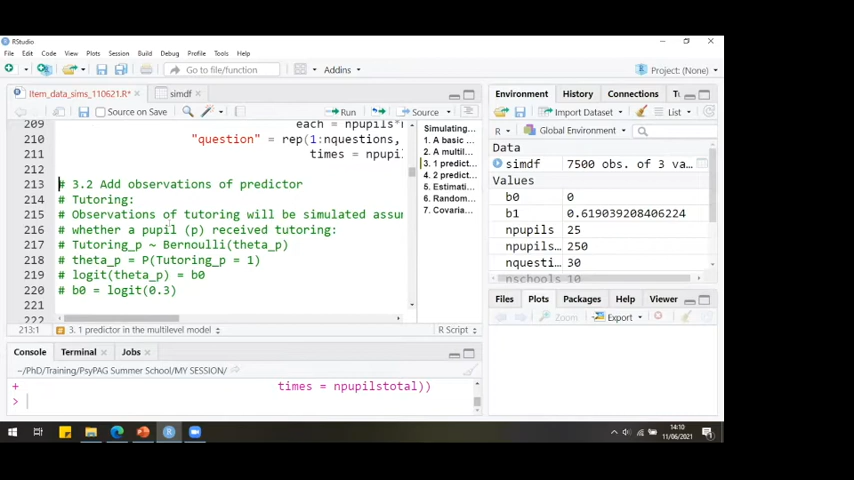 RStudio
File Edit Code View Plots Session Build Debug Profile Tools Help
Go to file/function
Addins
Project: (None)
Item_data_sims_110621.R*
simdf
Source on Save
Run
Source
209 each = npupils*
210 "question" = rep(1:nquestions,
211 times = npupi
212
213 # 3.2 Add observations of predictor
214 # Tutoring:
215 # Observations of tutoring will be simulated assu
216 # whether a pupil (p) received tutoring:
217 # Tutoring_p ~ Bernoulli(theta_p)
218 # theta_p = P(Tutoring_p = 1)
219 # logit(theta_p) = b0
220 # b0 = logit(0.3)
221
222
Simulating...
1. A basic ...
2. A multil...
3. 1 predict...
4. 2 predict...
5. Estimati...
6. Random...
7. Covaria...
213:1
3. 1 predictor in the multilevel model
R Script
Console Terminal Jobs
~/PhD/Training/PsyPAG Summer School/MY SESSION/
+ times = npupilstotal))
>
Environment History Connections Tu
Import Dataset
List
R
Global Environment
Data
simdf 7500 obs. of 3 va...
Values
b0 0
b1 0.619039208406224
npupils 25
npupils... 250
nquesti... 30
nschools 10
Files Plots Packages Help Viewer
Zoom
Export
14:10
11/06/2021